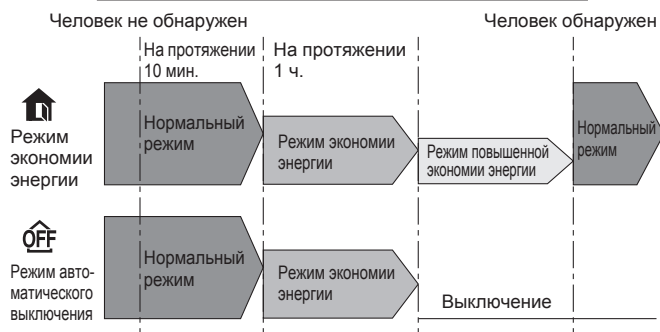 Человек не обнаружен
Человек обнаружен
На протяжении
10 мин.
На протяжении
1 ч.
Режим
экономии
энергии
Нормальный
режим
Режим экономии
энергии
Режим повышенной
экономии энергии
Нормальный
режим
OFF
Режим авто-
матического
выключения
Нормальный
режим
Режим экономии
энергии
Выключение